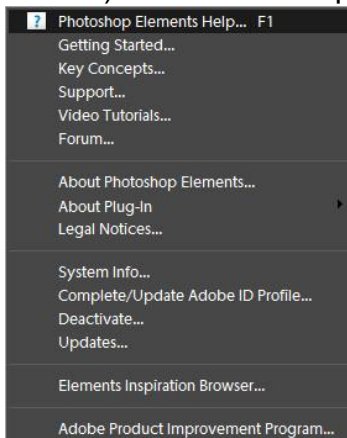 Photoshop Elements Help... F1
Getting Started...
Key Concepts...
Support...
Video Tutorials...
Forum...
About Photoshop Elements...
About Plug-In
Legal Notices...
System Info...
Complete/Update Adobe ID Profile...
Deactivate...
Updates...
Elements Inspiration Browser...
Adobe Product Improvement Program...